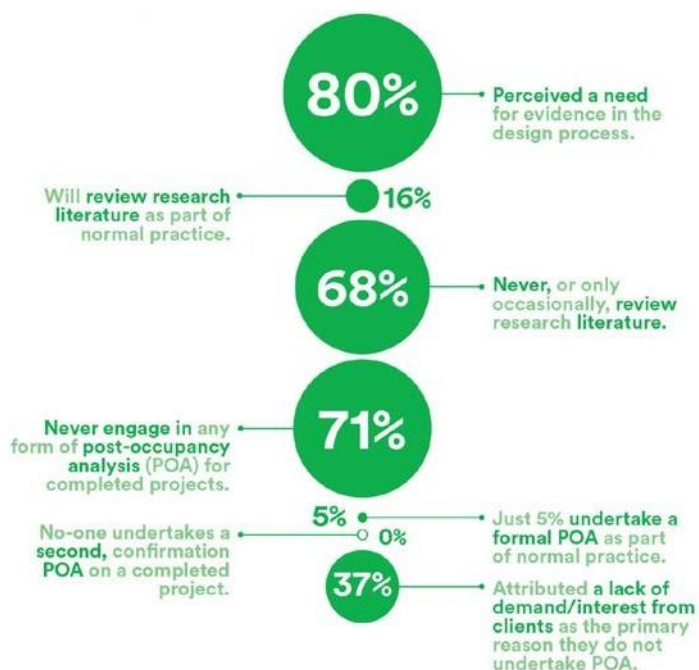 80%
Perceived a need
for evidence in the
design process.
Will review research
literature as part of
normal practice.
16%
68%
Never, or only
occasionally, review
research literature.
71%
Never engage in any
form of post-occupancy
analysis (POA) for
completed projects.
5%
Just 5% undertake a
formal POA as
part of normal practice.
No-one undertakes a
second, confirmation
POA on a completed
project.
0%
37%
Attributed a lack of
demand/interest from
clients as the primary
reason they do not
undertake POA.